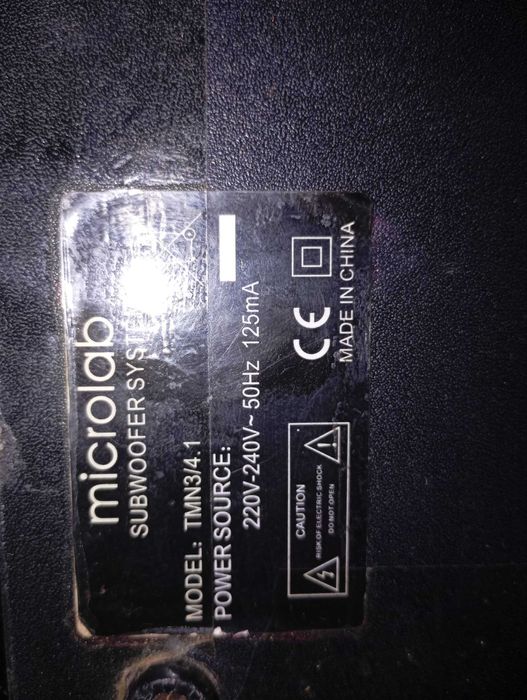 microlab
SUBWOOFER SYS
MODEL: TMN3/4.1
POWER SOURCE:
220V-240V~ 50Hz 125mA
CAUTION
RISK OF ELECTRIC SHOCK
DO NOT OPEN
CE
MADE IN CHINA